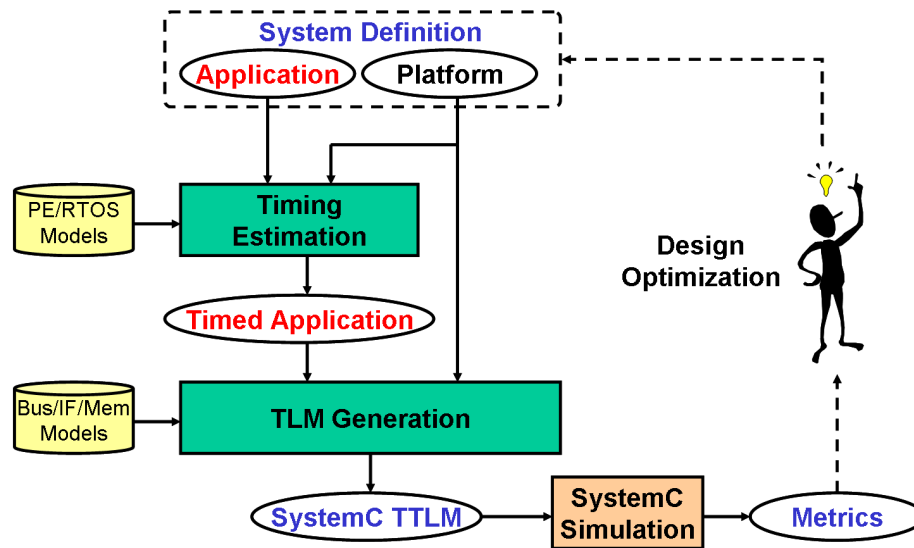 System Definition
Application
Platform
PE/RTOS
Models
Timing
Estimation
Design
Optimization
Timed Application
Bus/IF/Mem
Models
TLM Generation
SystemC TTLM
SystemC
Simulation
Metrics